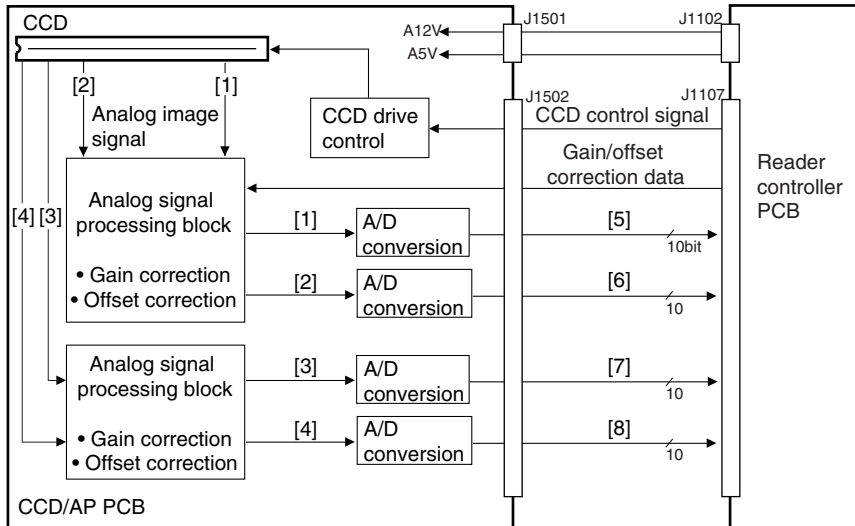 CCD
A12V
J1501
J1102
A5V
[2]
[1]
Analog image
signal
CCD drive
control
J1502
J1107
CCD control signal
Gain/offset
correction data
Reader
controller
PCB
[4]
[3]
Analog signal
processing block
• Gain correction
• Offset correction
[1]
A/D
conversion
[5]
10bit
[2]
A/D
conversion
[6]
10
Analog signal
processing block
• Gain correction
• Offset correction
[3]
A/D
conversion
[7]
10
[4]
A/D
conversion
[8]
10
CCD/AP PCB